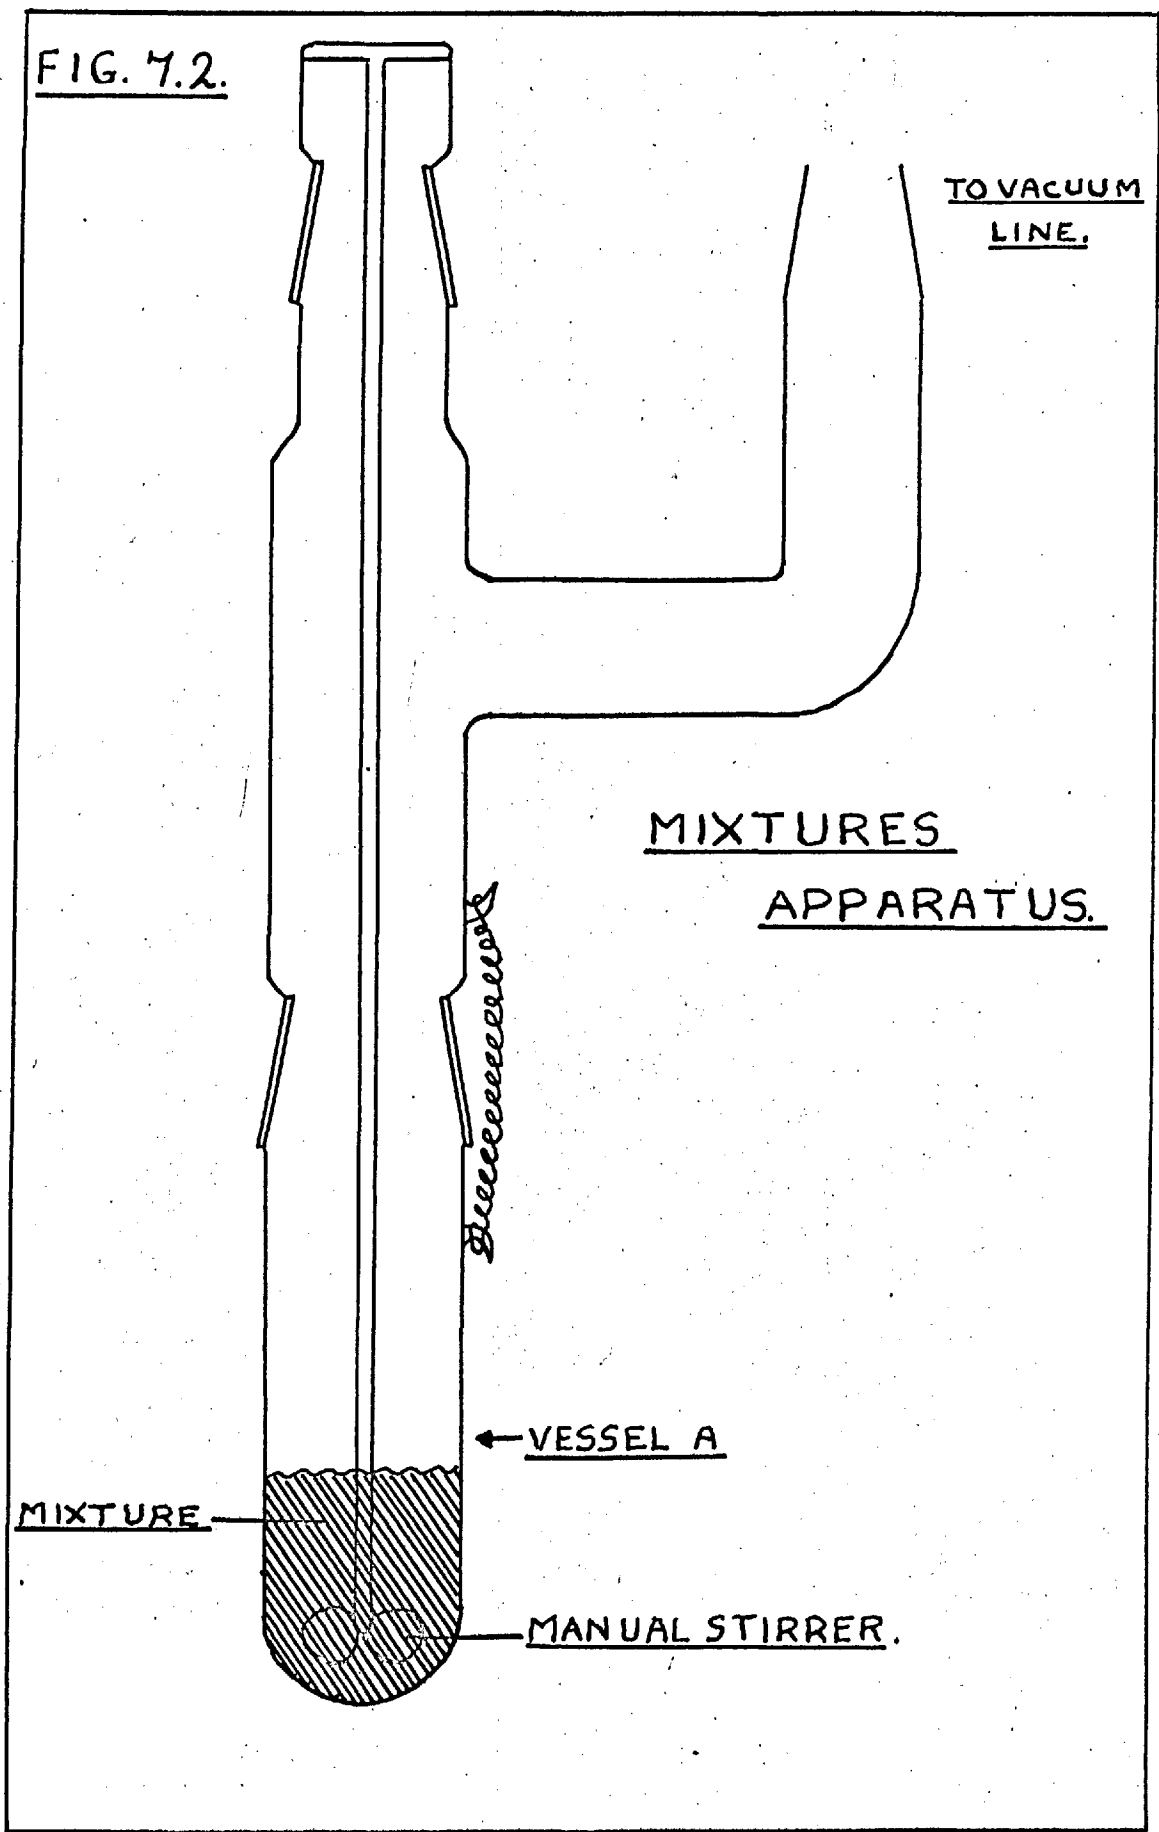 FIG. 7.2.
TO VACUUM
LINE.
MIXTURES
APPARATUS.
VESSEL A
MIXTURE
MANUAL STIRRER.